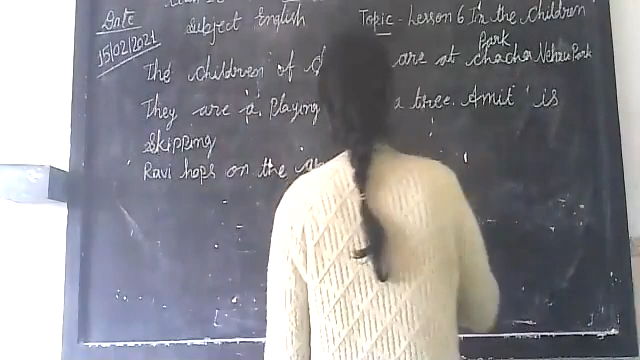 Date
15/02/2021
Subject English
Topic - Lesson 6 In the Children Park
The children of are at chacha Nehru Park
They are Playing a tree. Amit is
Skipping
Ravi hops on the